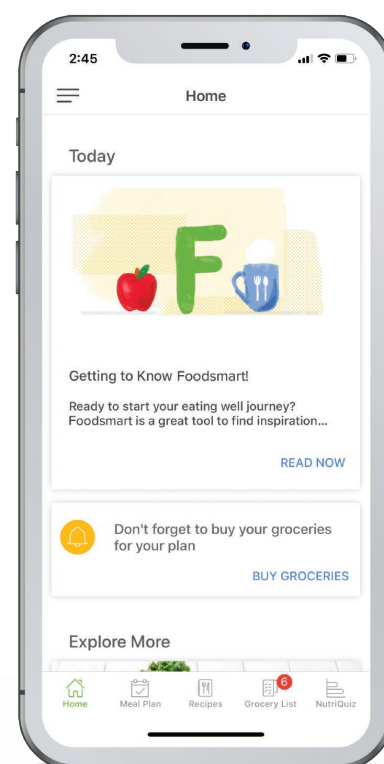 2:45
Home
Today
F
Getting to Know Foodsmart!
Ready to start your eating well journey?
Foodsmart is a great tool to find inspiration...
READ NOW
Don't forget to buy your groceries
for your plan
BUY GROCERIES
Explore More
6
Home Meal Plan Recipes Grocery List NutriQuiz